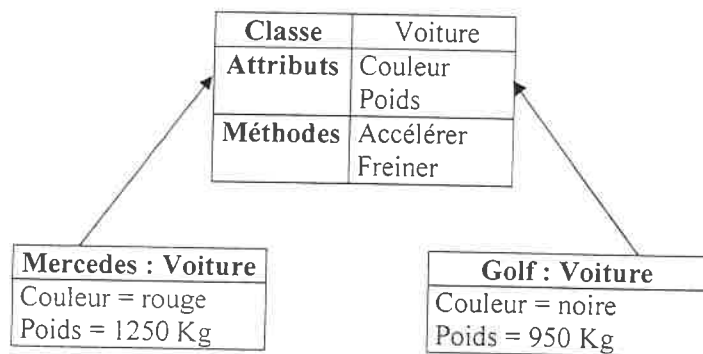 Classe Voiture
Attributs Couleur
Poids
Méthodes Accélérer
Freiner
Mercedes : Voiture
Couleur = rouge
Poids = 1250 Kg
Golf : Voiture
Couleur = noire
Poids = 950 Kg